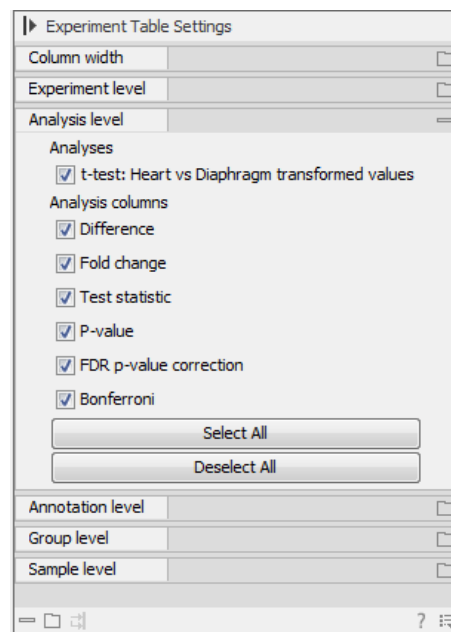 Experiment Table Settings
Column width
Experiment level
Analysis level
Analyses
t-test: Heart vs Diaphragm transformed values
Analysis columns
Difference
Fold change
Test statistic
P-value
FDR p-value correction
Bonferroni
Select All
Deselect All
Annotation level
Group level
Sample level
?